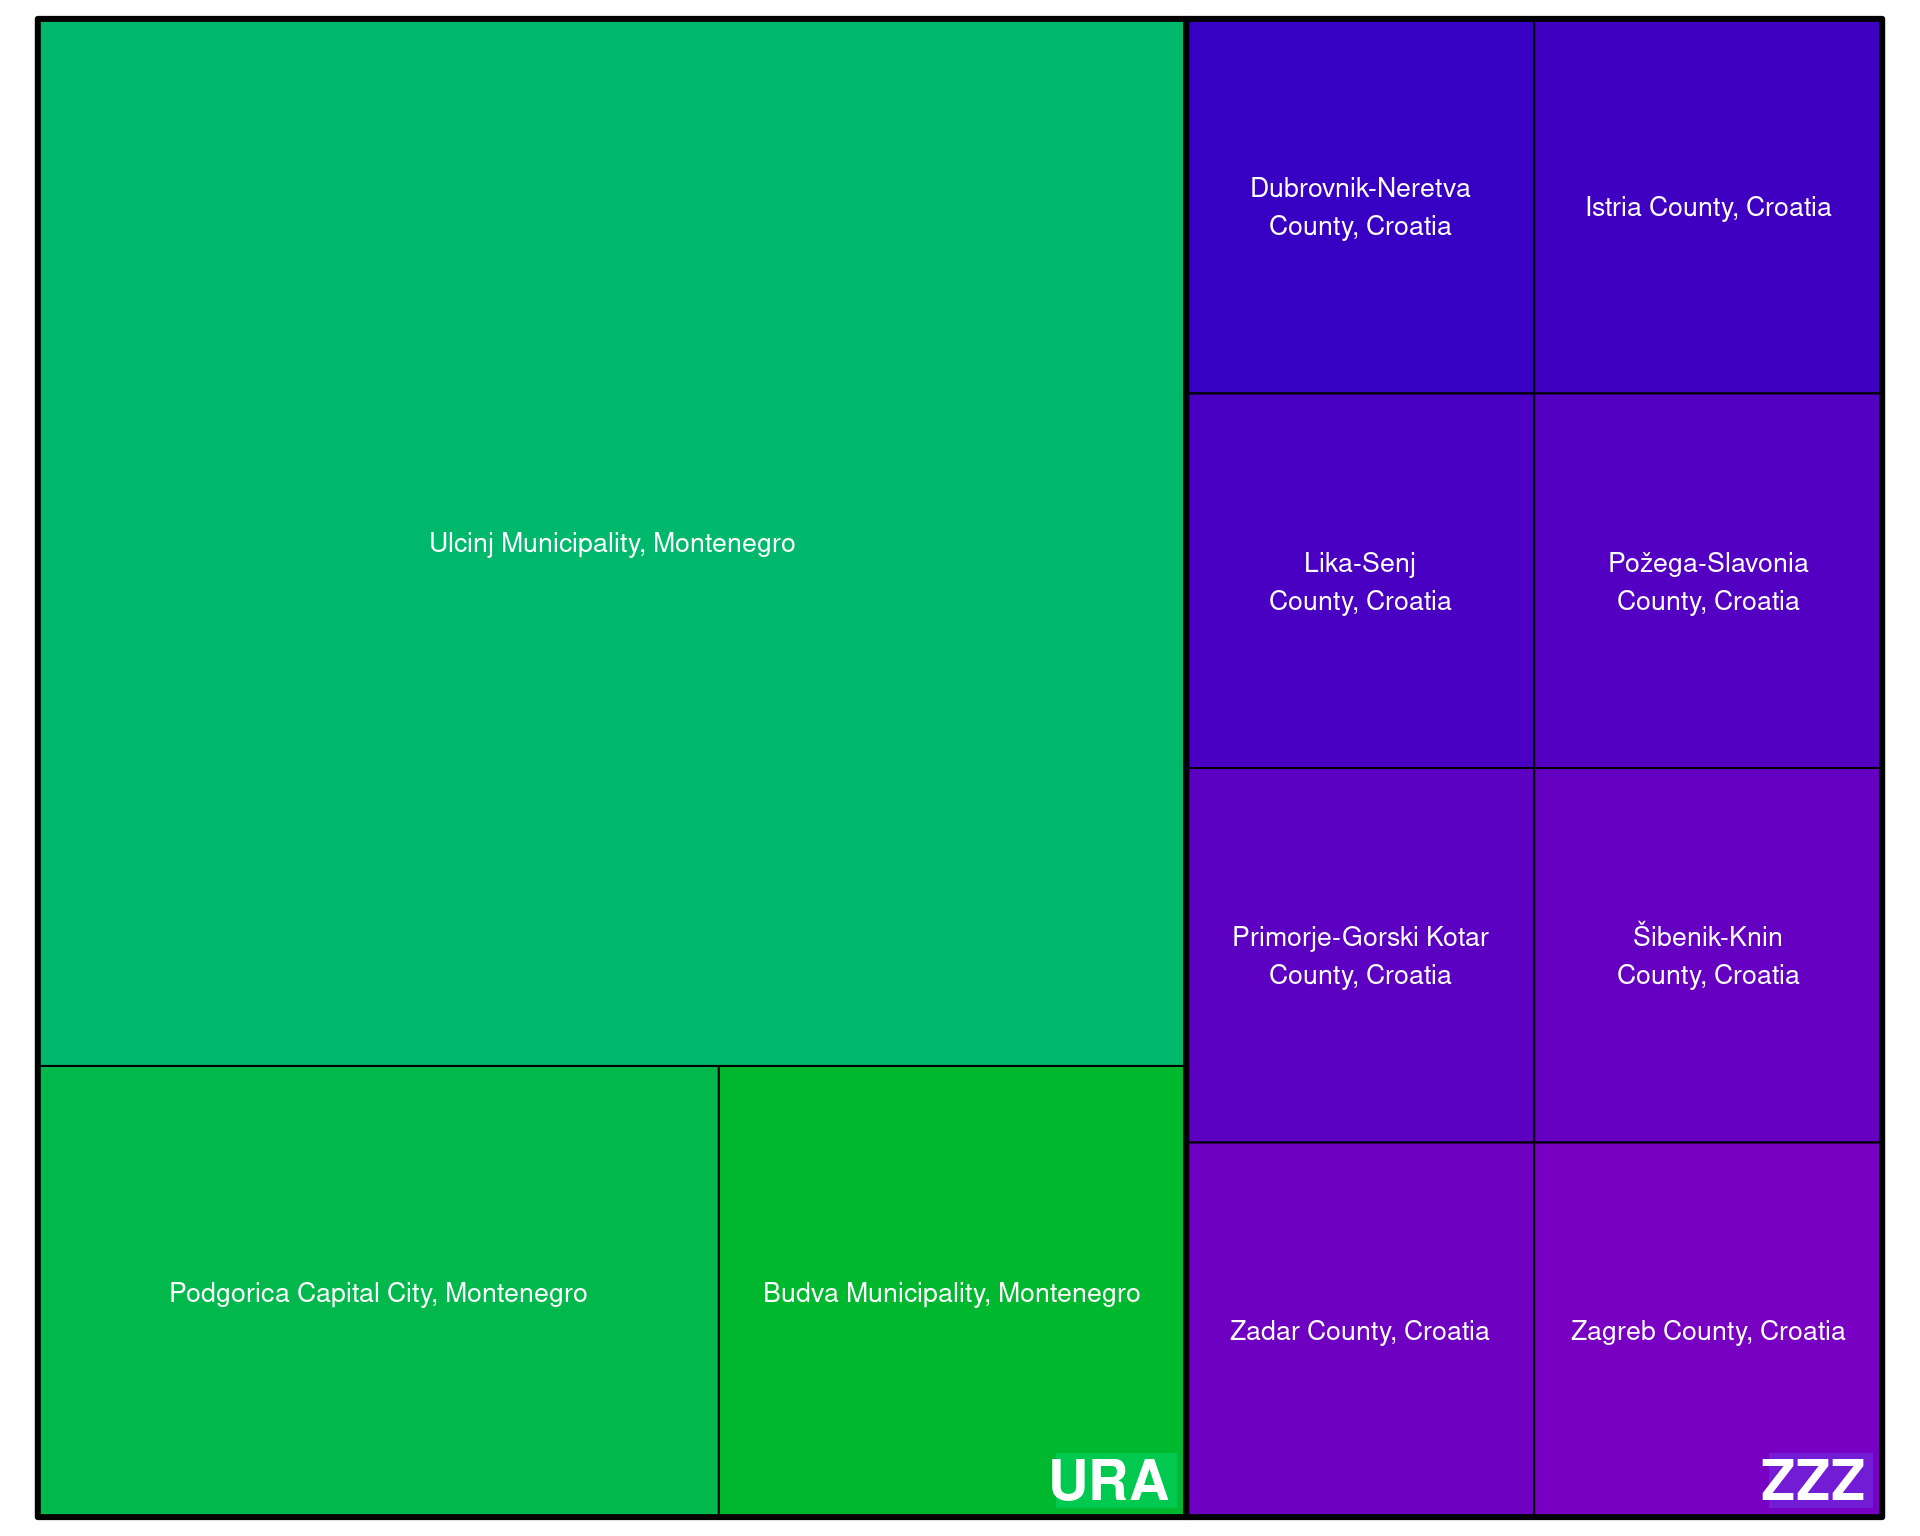 Ulcinj Municipality, Montenegro
Podgorica Capital City, Montenegro
Budva Municipality, Montenegro
URA
Dubrovnik-Neretva
County, Croatia
Istria County, Croatia
Lika-Senj
County, Croatia
Požega-Slavonia
County, Croatia
Primorje-Gorski Kotar
County, Croatia
Šibenik-Knin
County, Croatia
Zadar County, Croatia
Zagreb County, Croatia
ZZZ